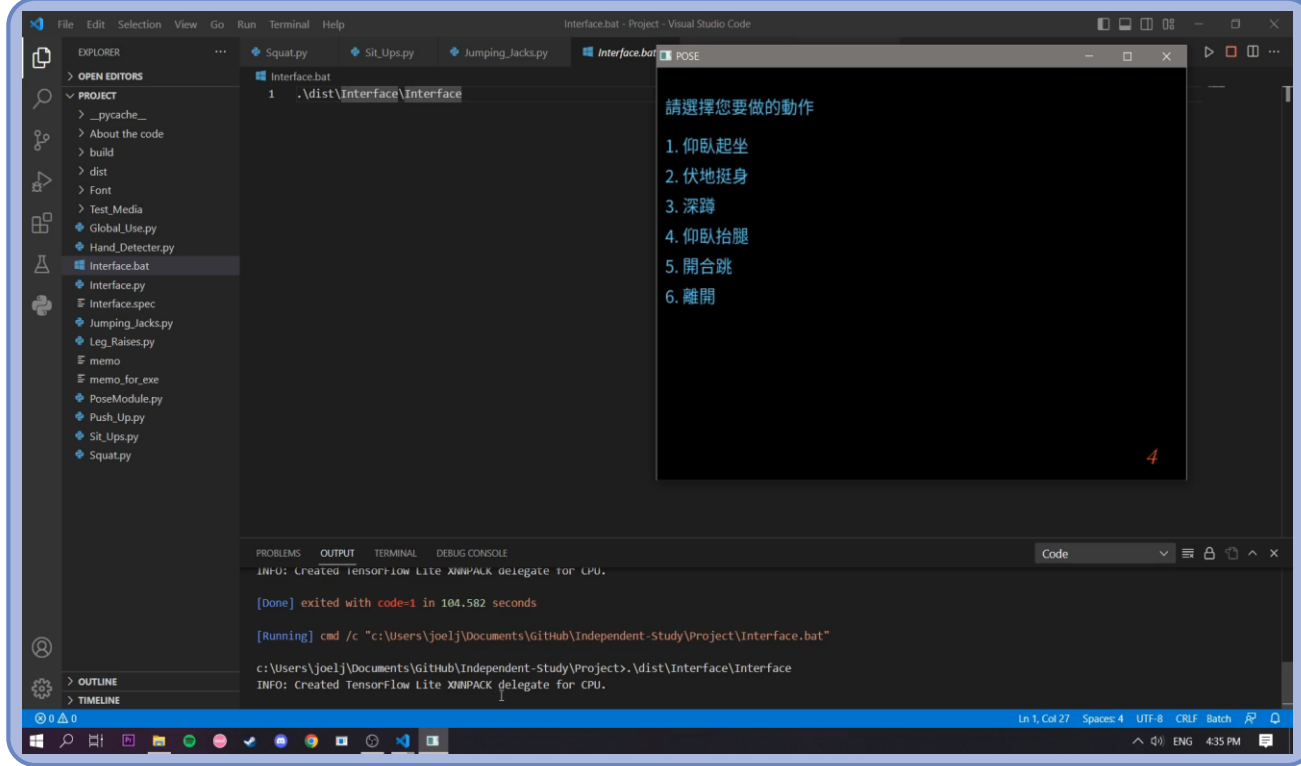 File Edit Selection View Go Run Terminal Help
Interface.bat - Project - Visual Studio Code
EXPLORER
Squat.py
Sit_Ups.py
Jumping_Jacks.py
Interface.bat
> OPEN EDITORS
PROJECT
> __pycache__
> About the code
> build
> dist
> Font
> Test_Media
Global_Use.py
Hand_Detecter.py
Interface.bat
Interface.py
Interface.spec
Jumping_Jacks.py
Leg_Raises.py
memo
memo_for_exe
PoseModule.py
Push_Up.py
Sit_Ups.py
Squat.py
> OUTLINE
> TIMELINE
Interface.bat
1 .\dist\Interface\Interface
POSE
請選擇您要做的動作
1. 仰臥起坐
2. 伏地挺身
3. 深蹲
4. 仰臥抬腿
5. 開合跳
6. 離開
4
PROBLEMS OUTPUT TERMINAL DEBUG CONSOLE
Code
INFO: Created TensorFlow Lite XNNPACK delegate for CPU.
[Done] exited with code=1 in 104.582 seconds
[Running] cmd /c "c:\Users\joelj\Documents\GitHub\Independent-Study\Project\Interface.bat"
c:\Users\joelj\Documents\GitHub\Independent-Study\Project>.\dist\Interface\Interface
INFO: Created TensorFlow Lite XNNPACK delegate for CPU.
0 0
Ln 1, Col 27 Spaces: 4 UTF-8 CRLF Batch
ENG 4:35 PM